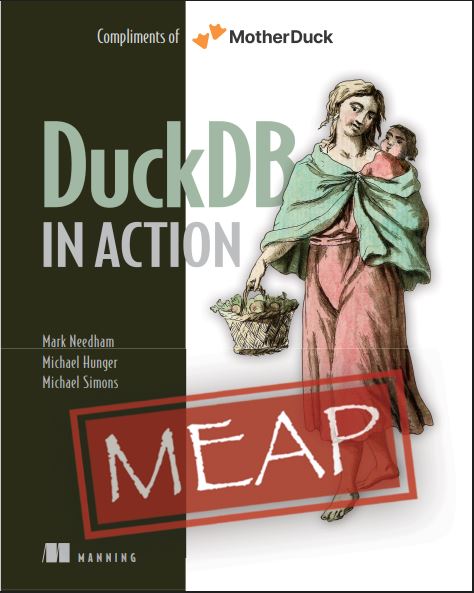 Compliments of MotherDuck
DuckDB
IN ACTION
Mark Needham
Michael Hunger
Michael Simons
MEAP
MANNING